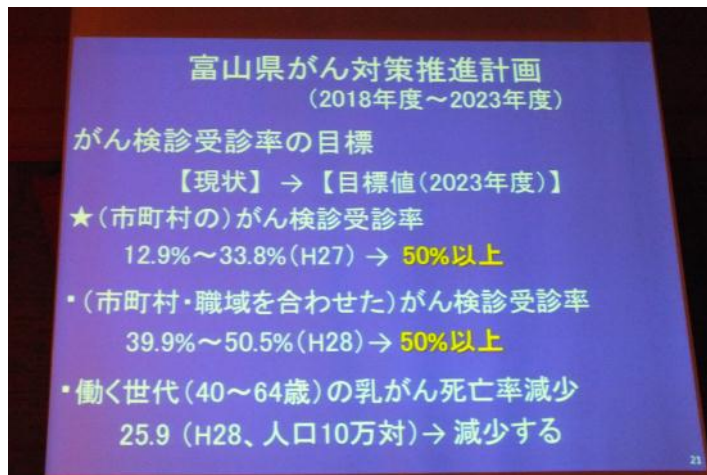 富山県がん対策推進計画
(2018年度～2023年度)
がん検診受診率の目標
【現状】 → 【目標値(2023年度)】
★(市町村の)がん検診受診率
12.9%～33.8%(H27) → 50%以上
▪(市町村・職域を合わせた)がん検診受診率
39.9%～50.5%(H28)→ 50%以上
▪働く世代(40～64歳)の乳がん死亡率減少
25.9 (H28、人口10万対)→ 減少する
21